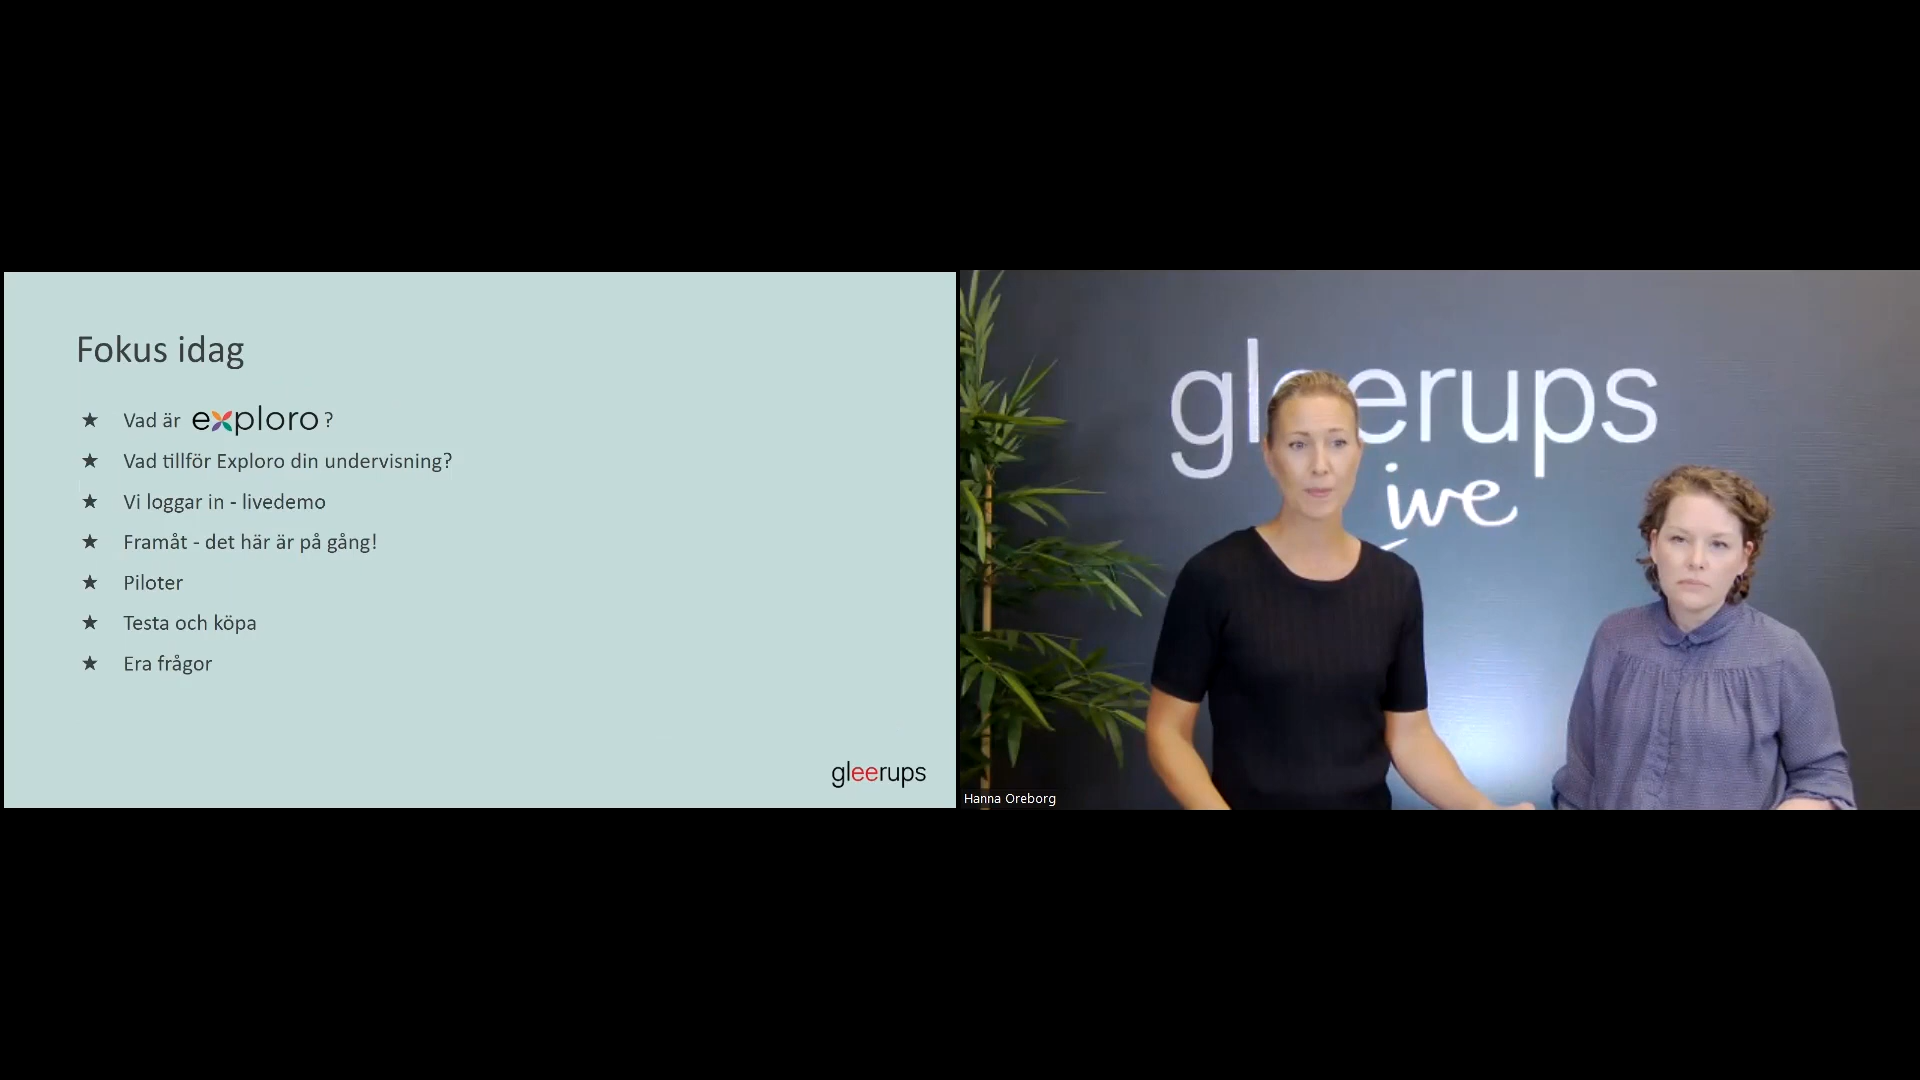 Fokus idag
★ Vad är exploro ?
★ Vad tillför Exploro din undervisning?
★ Vi loggar in - livedemo
★ Framåt - det här är på gång!
★ Piloter
★ Testa och köpa
★ Era frågor
gleerups
gleerups
ive
Hanna Oreborg